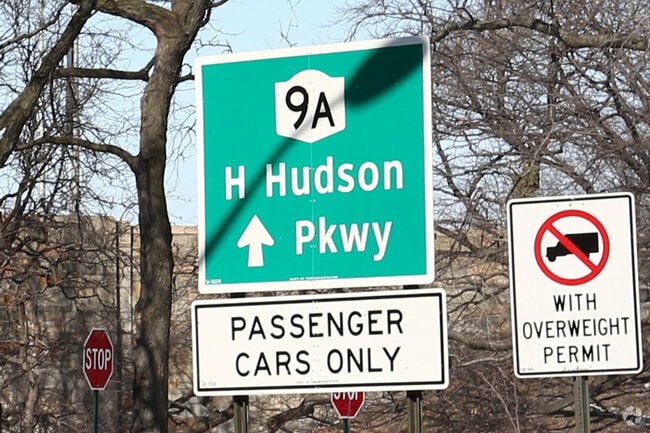 9A
H Hudson
Pkwy
PASSENGER
CARS ONLY
WITH
OVERWEIGHT
PERMIT
STOP
STOP